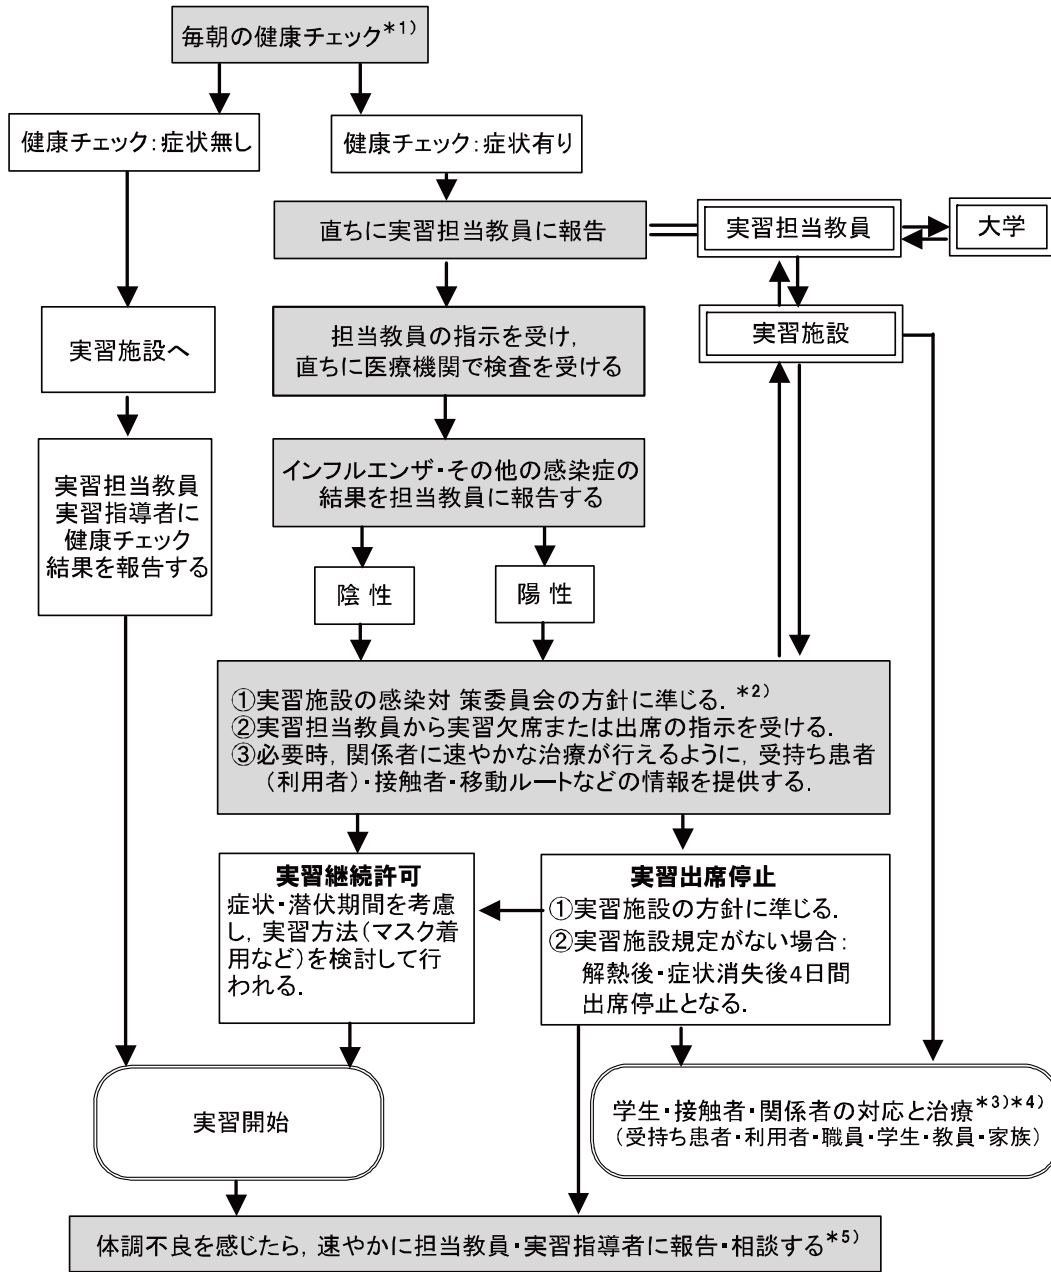 毎朝の健康チェック*1)
健康チェック：症状無し
健康チェック：症状有り
直ちに実習担当教員に報告
実習担当教員
大学
実習施設へ
担当教員の指示を受け，
直ちに医療機関で検査を受ける
実習施設
実習担当教員
実習指導者に
健康チェック
結果を報告する
インフルエンザ・その他の感染症の
結果を担当教員に報告する
陰 性
陽 性
①実習施設の感染対 策委員会の方針に準じる．*2)
②実習担当教員から実習欠席または出席の指示を受ける．
③必要時，関係者に速やかな治療が行えるように，受持ち患者
（利用者）・接触者・移動ルートなどの情報を提供する．
実習継続許可
症状・潜伏期間を考慮
し，実習方法（マスク着
用など）を検討して行
われる．
実習出席停止
①実習施設の方針に準じる．
②実習施設規定がない場合：
解熱後・症状消失後4日間
出席停止となる．
実習開始
学生・接触者・関係者の対応と治療*3)*4)
（受持ち患者・利用者・職員・学生・教員・家族）
体調不良を感じたら，速やかに担当教員・実習指導者に報告・相談する*5)